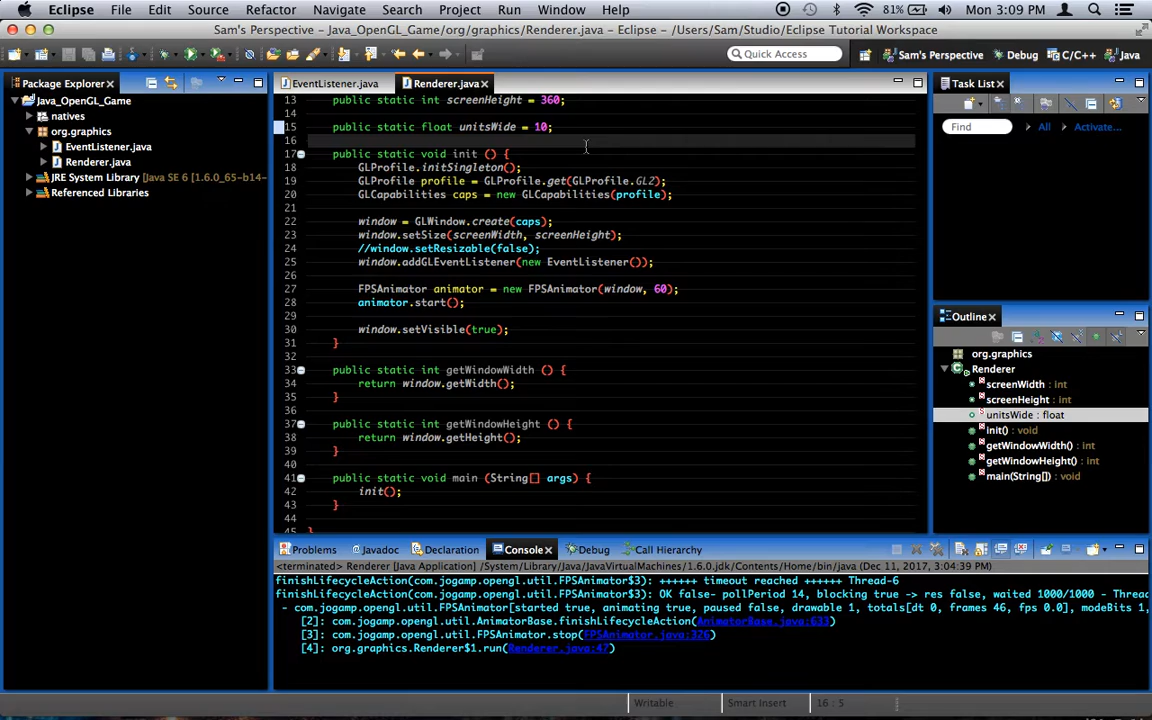 Eclipse File Edit Source Refactor Navigate Search Project Run Window Help 81% Mon 3:09 PM
Sam's Perspective – Java_OpenGL_Game/org/graphics/Renderer.java – Eclipse – /Users/Sam/Studio/Eclipse Tutorial Workspace
Quick Access Sam's Perspective Debug C/C++ Java
Package Explorer
Java_OpenGL_Game
natives
org.graphics
EventListener.java
Renderer.java
JRE System Library [Java SE 6 [1.6.0_65-b14-
Referenced Libraries
EventListener.java Renderer.java
13 public static int screenHeight = 360;
14
15 public static float unitsWide = 10;
16
17 public static void init () {
18 GLProfile.initSingleton();
19 GLProfile profile = GLProfile.get(GLProfile.GL2);
20 GLCapabilities caps = new GLCapabilities(profile);
21
22 window = GLWindow.create(caps);
23 window.setSize(screenWidth, screenHeight);
24 //window.setResizable(false);
25 window.addGLEventListener(new EventListener());
26
27 FPSAnimator animator = new FPSAnimator(window, 60);
28 animator.start();
29
30 window.setVisible(true);
31 }
32
33 public static int getWindowWidth () {
34 return window.getWidth();
35 }
36
37 public static int getWindowHeight () {
38 return window.getHeight();
39 }
40
41 public static void main (String[] args) {
42 init();
43 }
44
45 }
Task List
Find All Activate...
Outline
org.graphics
Renderer
screenWidth : int
screenHeight : int
unitsWide : float
init() : void
getWindowWidth() : int
getWindowHeight() : int
main(String[]) : void
Problems Javadoc Declaration Console Debug Call Hierarchy
<terminated> Renderer [Java Application] /System/Library/Java/JavaVirtualMachines/1.6.0.jdk/Contents/Home/bin/java (Dec 11, 2017, 3:04:39 PM)
finishLifecycleAction(com.jogamp.opengl.util.FPSAnimator$3): ++++++ timeout reached ++++++ Thread-6
finishLifecycleAction(com.jogamp.opengl.util.FPSAnimator$3): OK false- pollPeriod 14, blocking true -> res false, waited 1000/1000 - Threa
- com.jogamp.opengl.util.FPSAnimator[started true, animating true, paused false, drawable 1, totals[dt 0, frames 46, fps 0.0], modeBits 1,
[2]: com.jogamp.opengl.util.AnimatorBase.finishLifecycleAction(AnimatorBase.java:633)
[3]: com.jogamp.opengl.util.FPSAnimator.stop(FPSAnimator.java:326)
[4]: org.graphics.Renderer$1.run(Renderer.java:47)
Writable Smart Insert 16 : 5